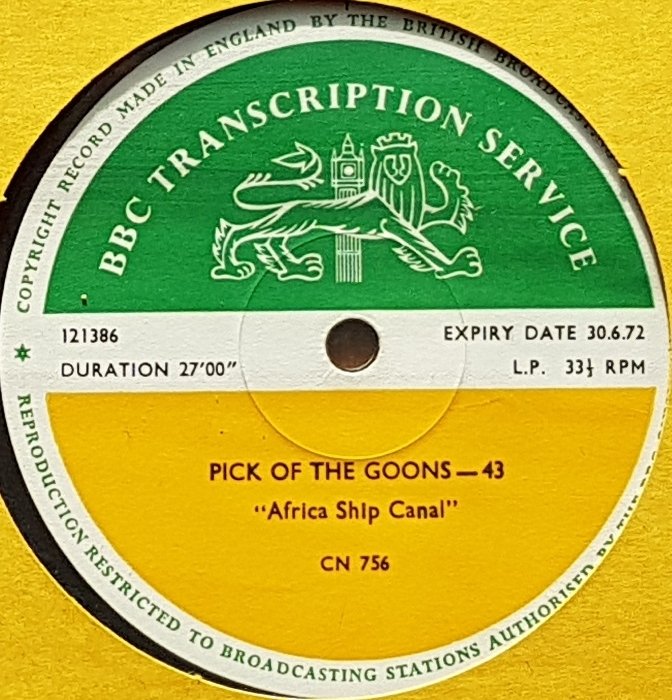 COPYRIGHT RECORD MADE IN ENGLAND BY THE BRITISH BROADCASTING
BBC TRANSCRIPTION SERVICE
121386
EXPIRY DATE 30.6.72
DURATION 27'00"
L.P. 33⅓ RPM
PICK OF THE GOONS — 43
"Africa Ship Canal"
CN 756
REPRODUCTION RESTRICTED TO BROADCASTING STATIONS AUTHORISED BY THE